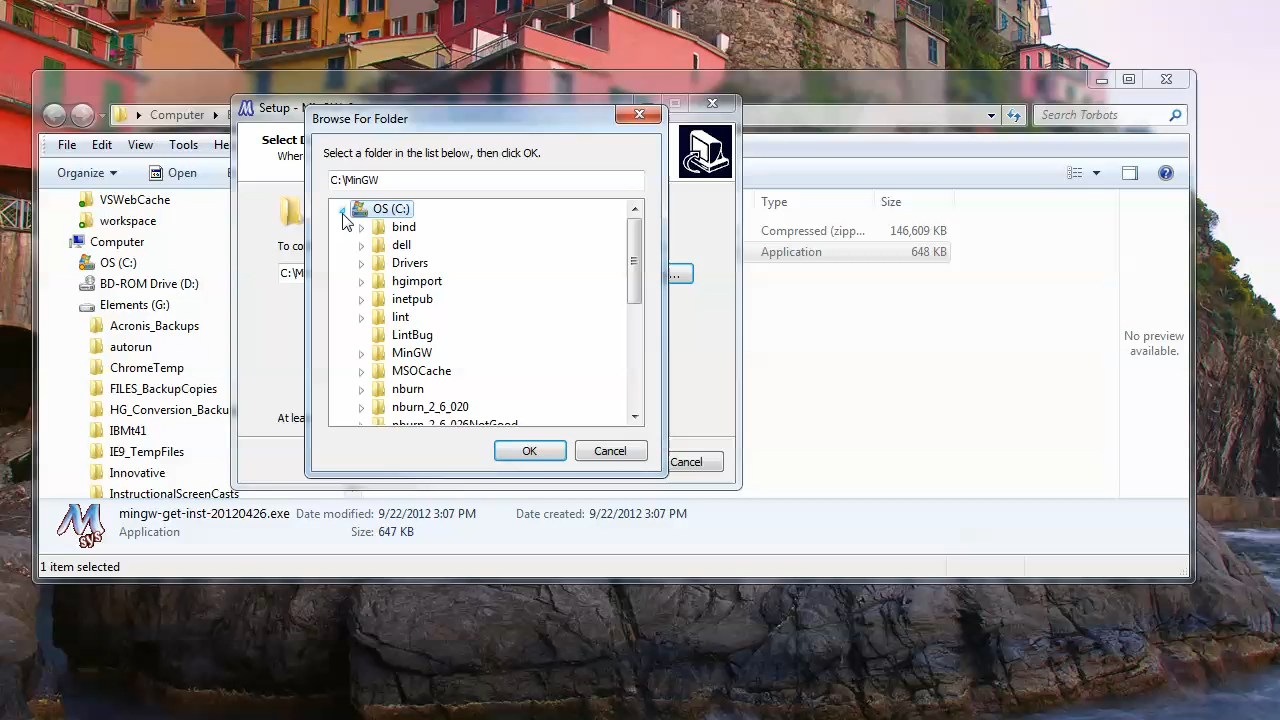 Computer
Search Torbots
File Edit View Tools He
Organize Open
VSWebCache
workspace
Computer
OS (C:)
BD-ROM Drive (D:)
Elements (G:)
Acronis_Backups
autorun
ChromeTemp
FILES_BackupCopies
HG_Conversion_Backu
IBMt41
IE9_TempFiles
Innovative
InstructionalScreenCasts
Type Size
Compressed (zipp... 146,609 KB
Application 648 KB
No preview
available.
Setup -
Select D
Wher
To co
C:\M
...
At lea
Cancel
Browse For Folder
Select a folder in the list below, then click OK.
C:\MinGW
OS (C:)
bind
dell
Drivers
hgimport
inetpub
lint
LintBug
MinGW
MSOCache
nburn
nburn_2_6_020
nburn_2_6_026NotGood
OK Cancel
M
sys
mingw-get-inst-20120426.exe Date modified: 9/22/2012 3:07 PM Date created: 9/22/2012 3:07 PM
Application Size: 647 KB
1 item selected